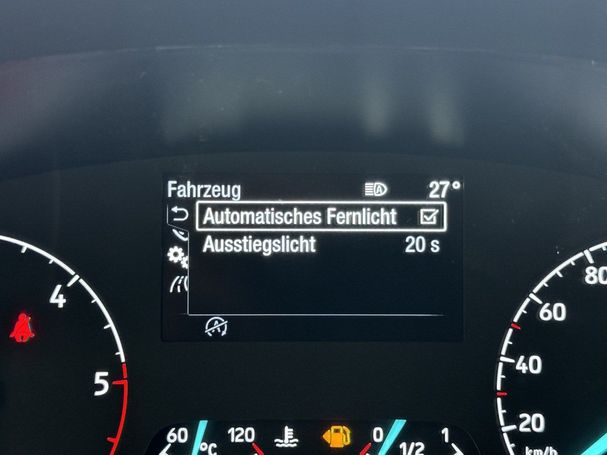 Fahrzeug 27°
Automatisches Fernlicht
Ausstiegslicht 20 s
4
5
80
60
40
20
km/h
60 120
°C
0 1/2 1